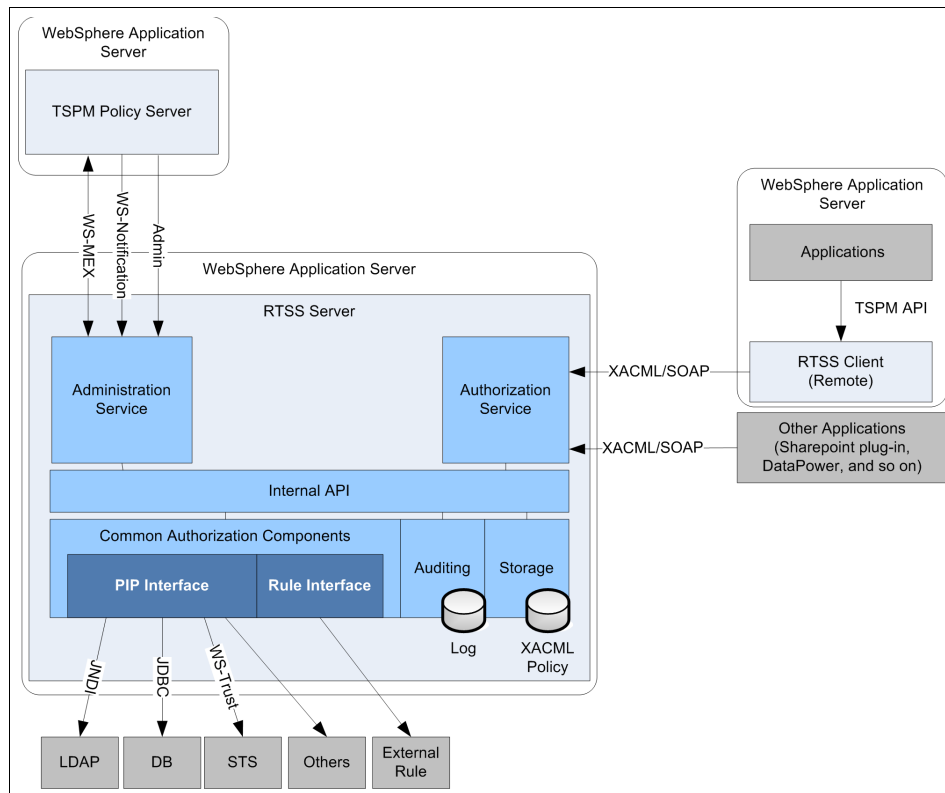 WebSphere Application
Server
TSPM Policy Server
WS-MEX
WS-Notification
Admin
WebSphere Application Server
RTSS Server
Administration
Service
Authorization
Service
Internal API
Common Authorization Components
PIP Interface
Rule Interface
Auditing
Storage
Log
XACML
Policy
JNDI
JDBC
WS-Trust
LDAP
DB
STS
Others
External
Rule
WebSphere Application
Server
Applications
TSPM API
RTSS Client
(Remote)
XACML/SOAP
Other Applications
(Sharepoint plug-in,
DataPower, and so on)
XACML/SOAP